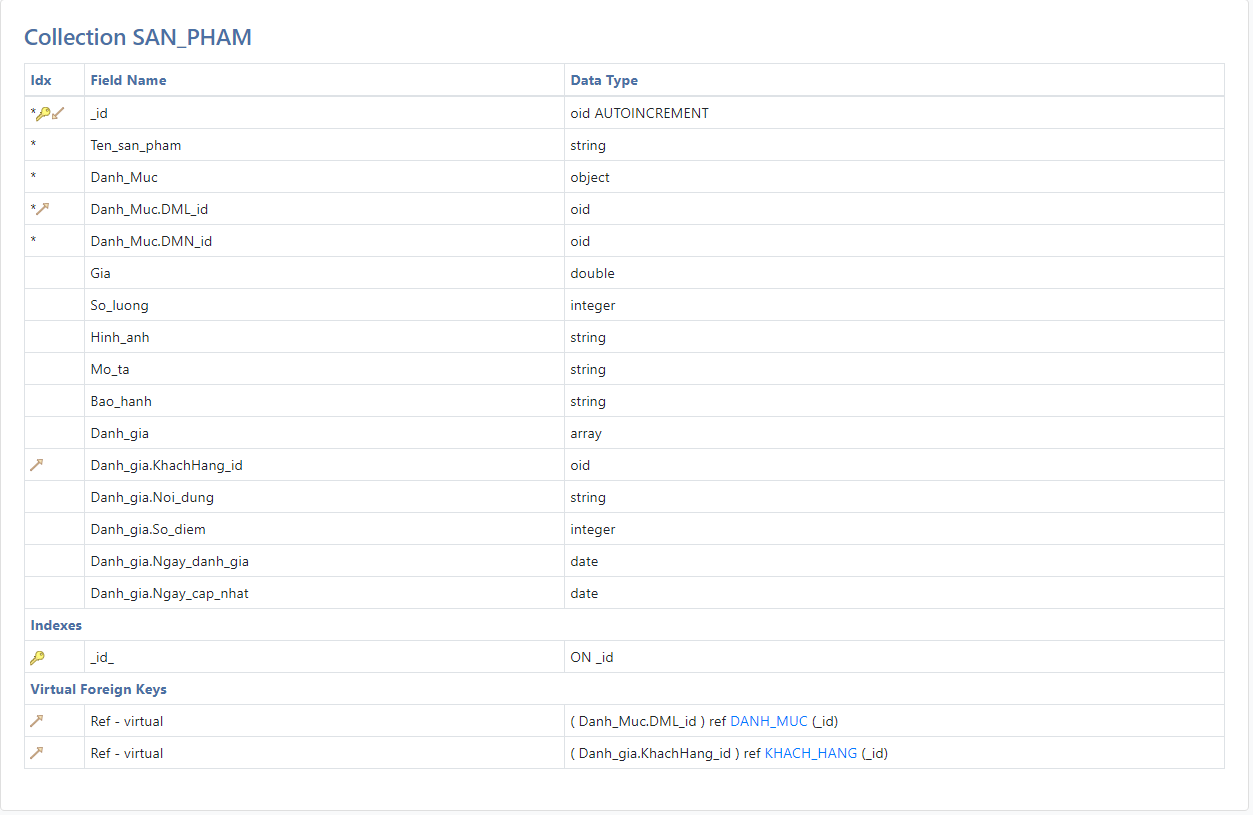 Collection SAN_PHAM
Idx Field Name Data Type
* _id oid AUTOINCREMENT
* Ten_san_pham string
* Danh_Muc object
* Danh_Muc.DML_id oid
* Danh_Muc.DMN_id oid
Gia double
So_luong integer
Hinh_anh string
Mo_ta string
Bao_hanh string
Danh_gia array
Danh_gia.KhachHang_id oid
Danh_gia.Noi_dung string
Danh_gia.So_diem integer
Danh_gia.Ngay_danh_gia date
Danh_gia.Ngay_cap_nhat date
Indexes
_id_ ON _id
Virtual Foreign Keys
Ref - virtual ( Danh_Muc.DML_id ) ref DANH_MUC (_id)
Ref - virtual ( Danh_gia.KhachHang_id ) ref KHACH_HANG (_id)